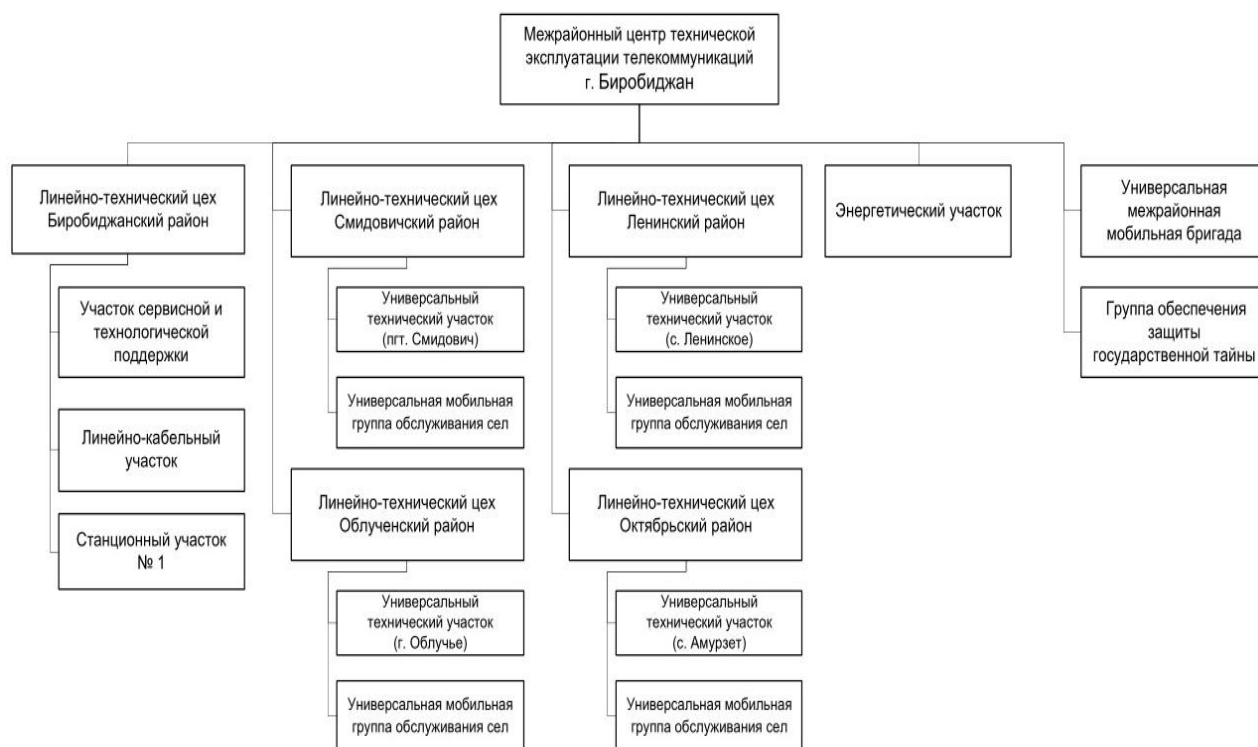 Межрайонный центр технической
эксплуатации телекоммуникаций
г. Биробиджан
Линейно-технический цех
Биробиджанский район
Участок сервисной и
технологической
поддержки
Линейно-кабельный
участок
Станционный участок
№ 1
Линейно-технический цех
Смидовичский район
Универсальный
технический участок
(пгт. Смидович)
Универсальная мобильная
группа обслуживания сел
Линейно-технический цех
Облученский район
Универсальный
технический участок
(г. Облучье)
Универсальная мобильная
группа обслуживания сел
Линейно-технический цех
Ленинский район
Универсальный
технический участок
(с. Ленинское)
Универсальная мобильная
группа обслуживания сел
Линейно-технический цех
Октябрьский район
Универсальный
технический участок
(с. Амурзет)
Универсальная мобильная
группа обслуживания сел
Энергетический участок
Универсальная
межрайонная
мобильная бригада
Группа обеспечения
защиты
государственной тайны